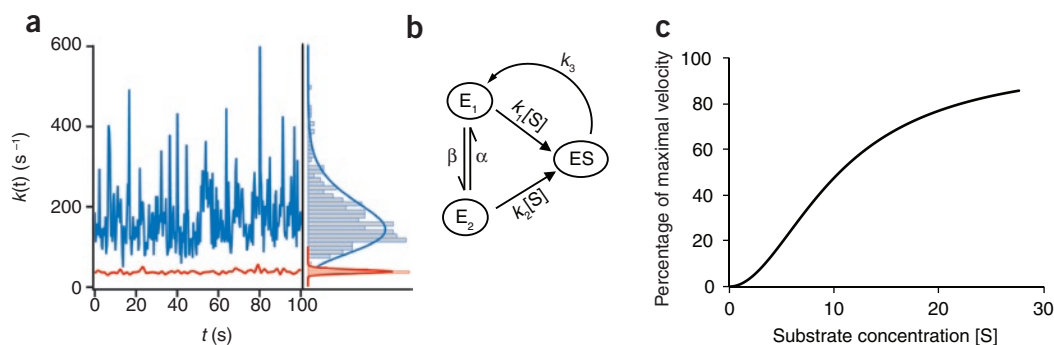 a
k(t) (s⁻¹)
600
400
200
0
0 20 40 60 80 100
t (s)
b
k₃
E₁
k₁[S]
β α
ES
E₂
k₂[S]
c
Percentage of maximal velocity
100
80
60
40
20
0
0 10 20 30
Substrate concentration [S]